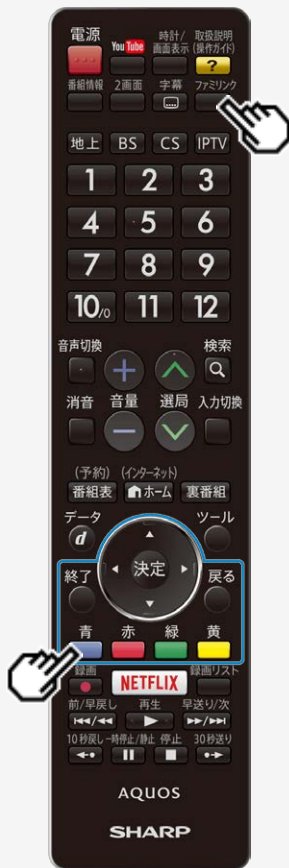 電源
YouTube
時計/
画面表示
取扱説明
(操作ガイド)
?
番組情報 2画面 字幕 ファミリンク
地上 BS CS IPTV
1 2 3
4 5 6
7 8 9
10/0 11 12
音声切換 検索
+
消音 音量 選局 入力切換
−
(予約) (インターネット)
番組表 ホーム 裏番組
データ ツール
d
決定
終了 戻る
青 赤 緑 黄
録画 NETFLIX 録画リスト
前/早戻し 再生 早送り/次
10秒戻し 一時停止/静止 停止 30秒送り
AQUOS
SHARP